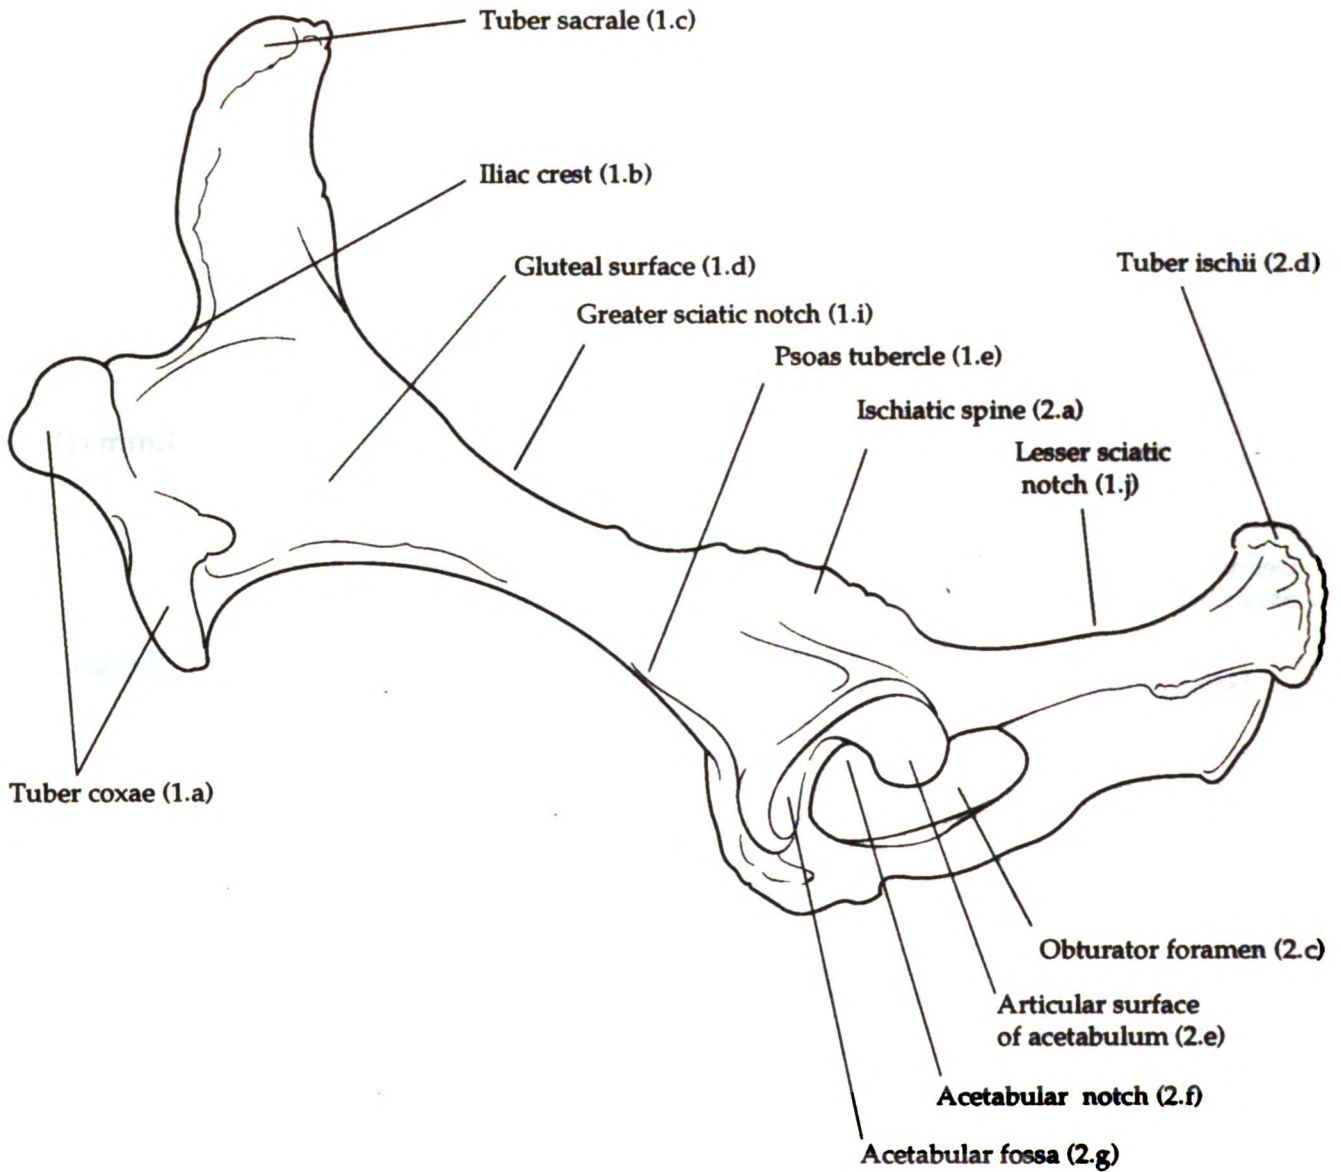 Tuber sacrale (1.c)
Iliac crest (1.b)
Gluteal surface (1.d)
Tuber ischii (2.d)
Greater sciatic notch (1.i)
Psoas tubercle (1.e)
Ischiatic spine (2.a)
Lesser sciatic
notch (1.j)
Tuber coxae (1.a)
Obturator foramen (2.c)
Articular surface
of acetabulum (2.e)
Acetabular notch (2.f)
Acetabular fossa (2.g)